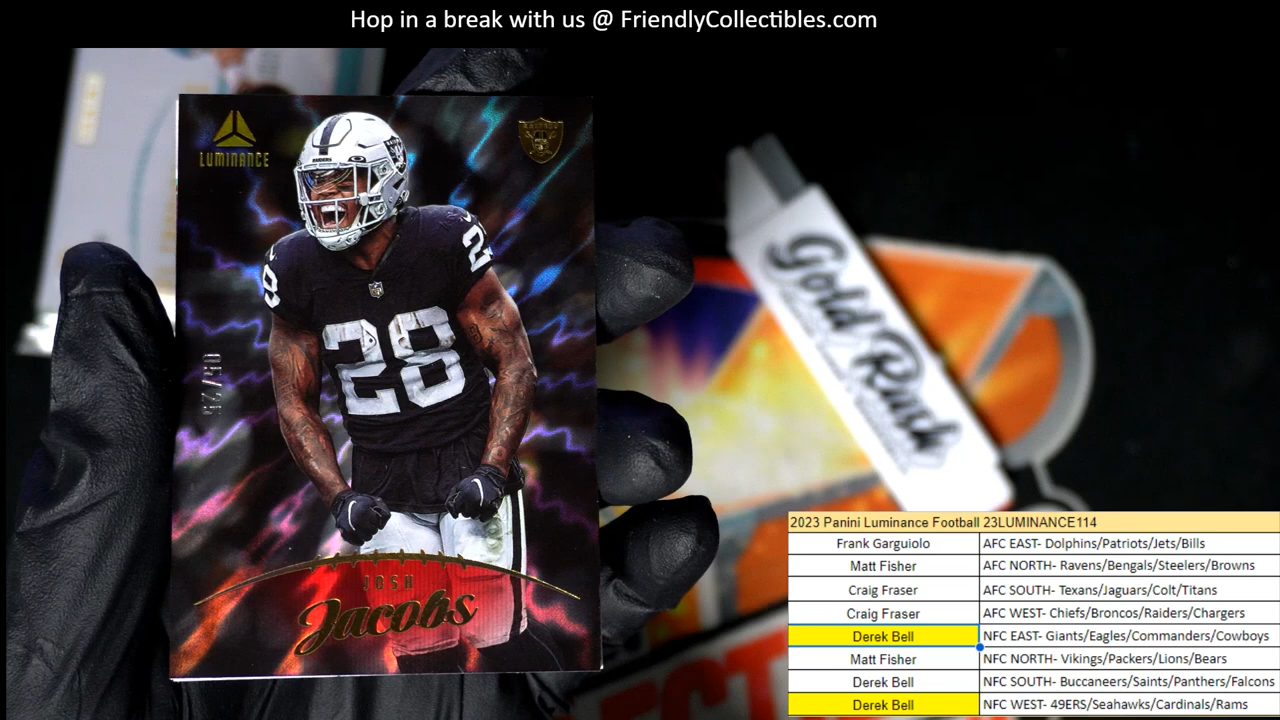 Hop in a break with us @ FriendlyCollectibles.com
LUMINANCE
RAIDERS
28
28
JOSH
Jacobs
Gold Rush
2023 Panini Luminance Football 23LUMINANCE114
Frank Garguiolo AFC EAST- Dolphins/Patriots/Jets/Bills
Matt Fisher AFC NORTH- Ravens/Bengals/Steelers/Browns
Craig Fraser AFC SOUTH- Texans/Jaguars/Colt/Titans
Craig Fraser AFC WEST- Chiefs/Broncos/Raiders/Chargers
Derek Bell NFC EAST- Giants/Eagles/Commanders/Cowboys
Matt Fisher NFC NORTH- Vikings/Packers/Lions/Bears
Derek Bell NFC SOUTH- Buccaneers/Saints/Panthers/Falcons
Derek Bell NFC WEST- 49ERS/Seahawks/Cardinals/Rams